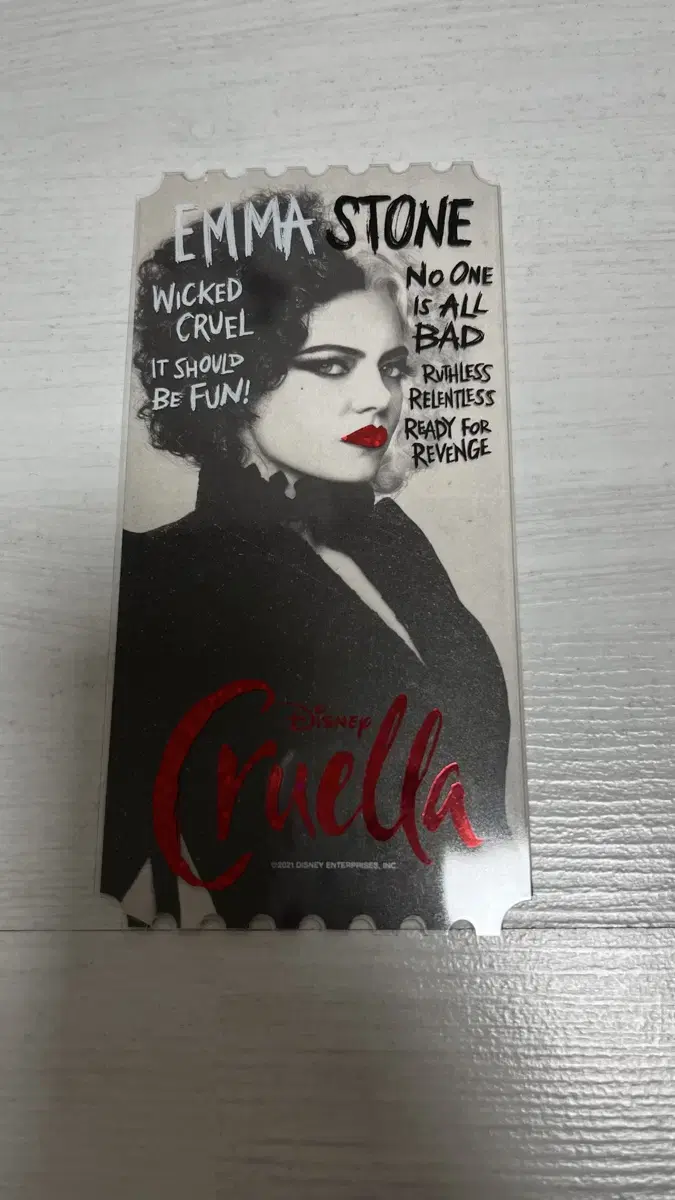 EMMA STONE
WICKED
CRUEL
IT SHOULD
BE FUN!
NO ONE
IS ALL
BAD
RUTHLESS
RELENTLESS
READY FOR
REVENGE
DISNEY
Cruella
©2021 DISNEY ENTERPRISES, INC.